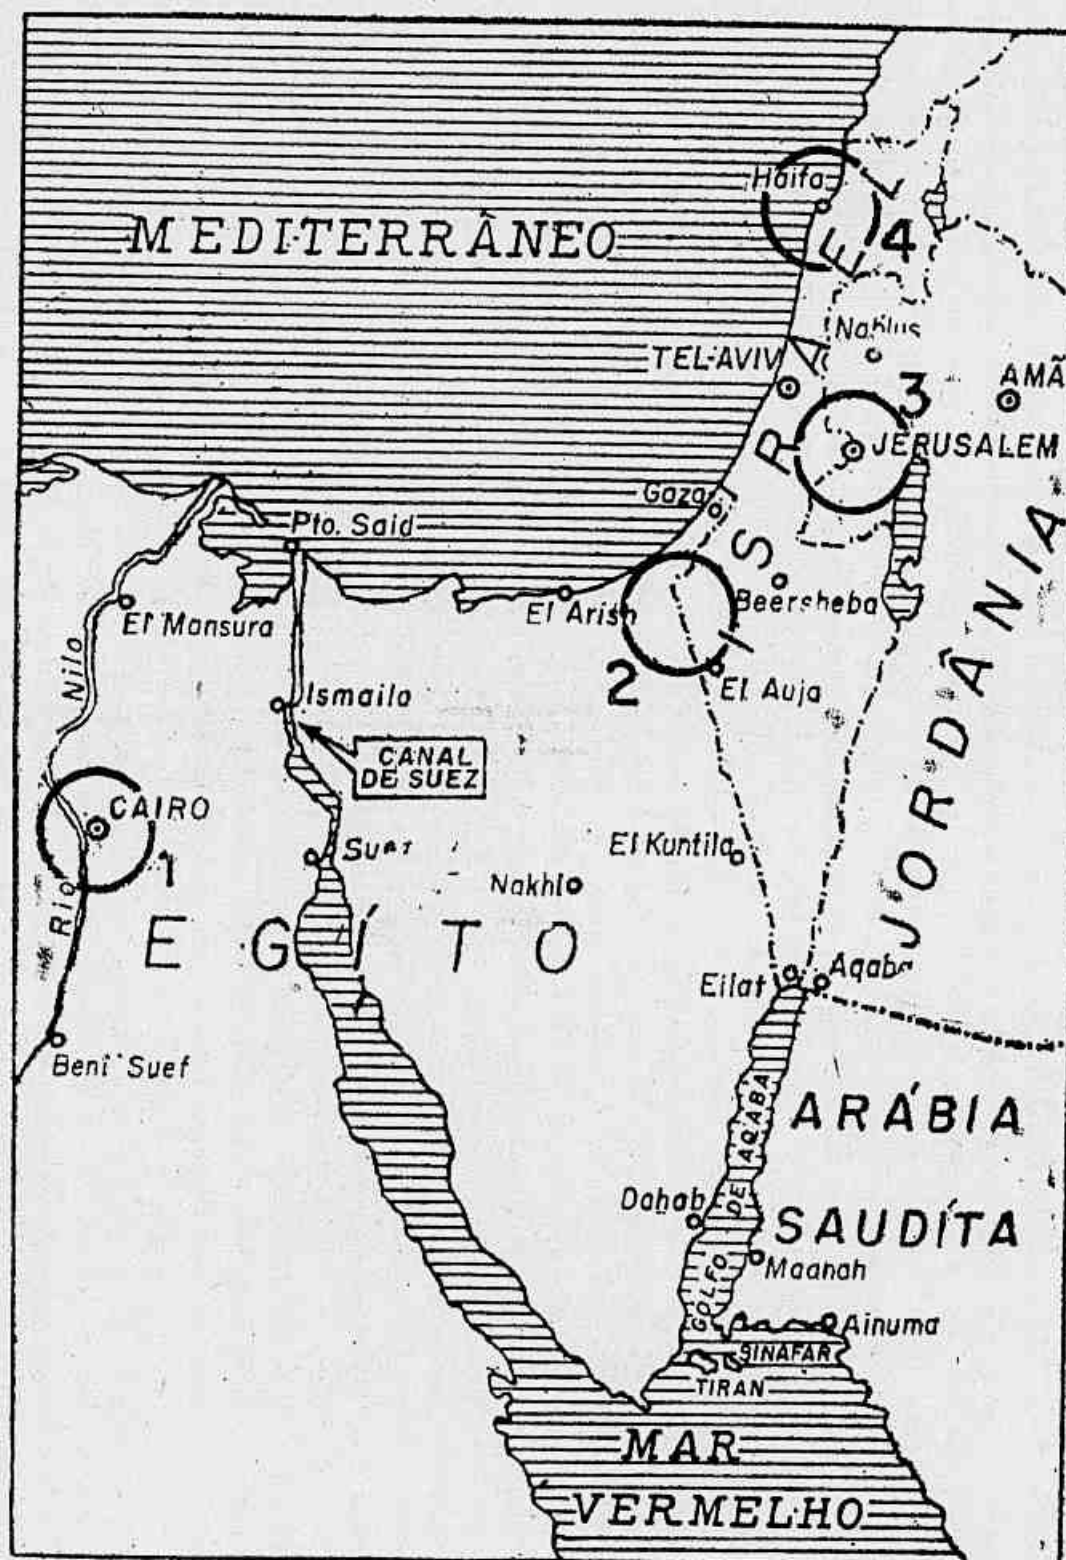 MEDITERRÂNEO
Haifa
4
ISRAEL
Nablus
TEL-AVIV
AMÃ
3
JERUSALEM
Gaza
Pto. Said
El Mansura
Nilo
El Arish
Beersheba
2
El Auja
Ismaila
CANAL
DE SUEZ
CAIRO
1
JORDÂNIA
El Kuntila
Nakhl
Rio
EGÍTO
Eilat
Aqaba
Beni Suef
ARÁBIA
SAUDÍTA
GOLFO DE AQABA
Dahab
Maanah
Ainuma
SINAFAR
TIRAN
MAR
VERMELHO